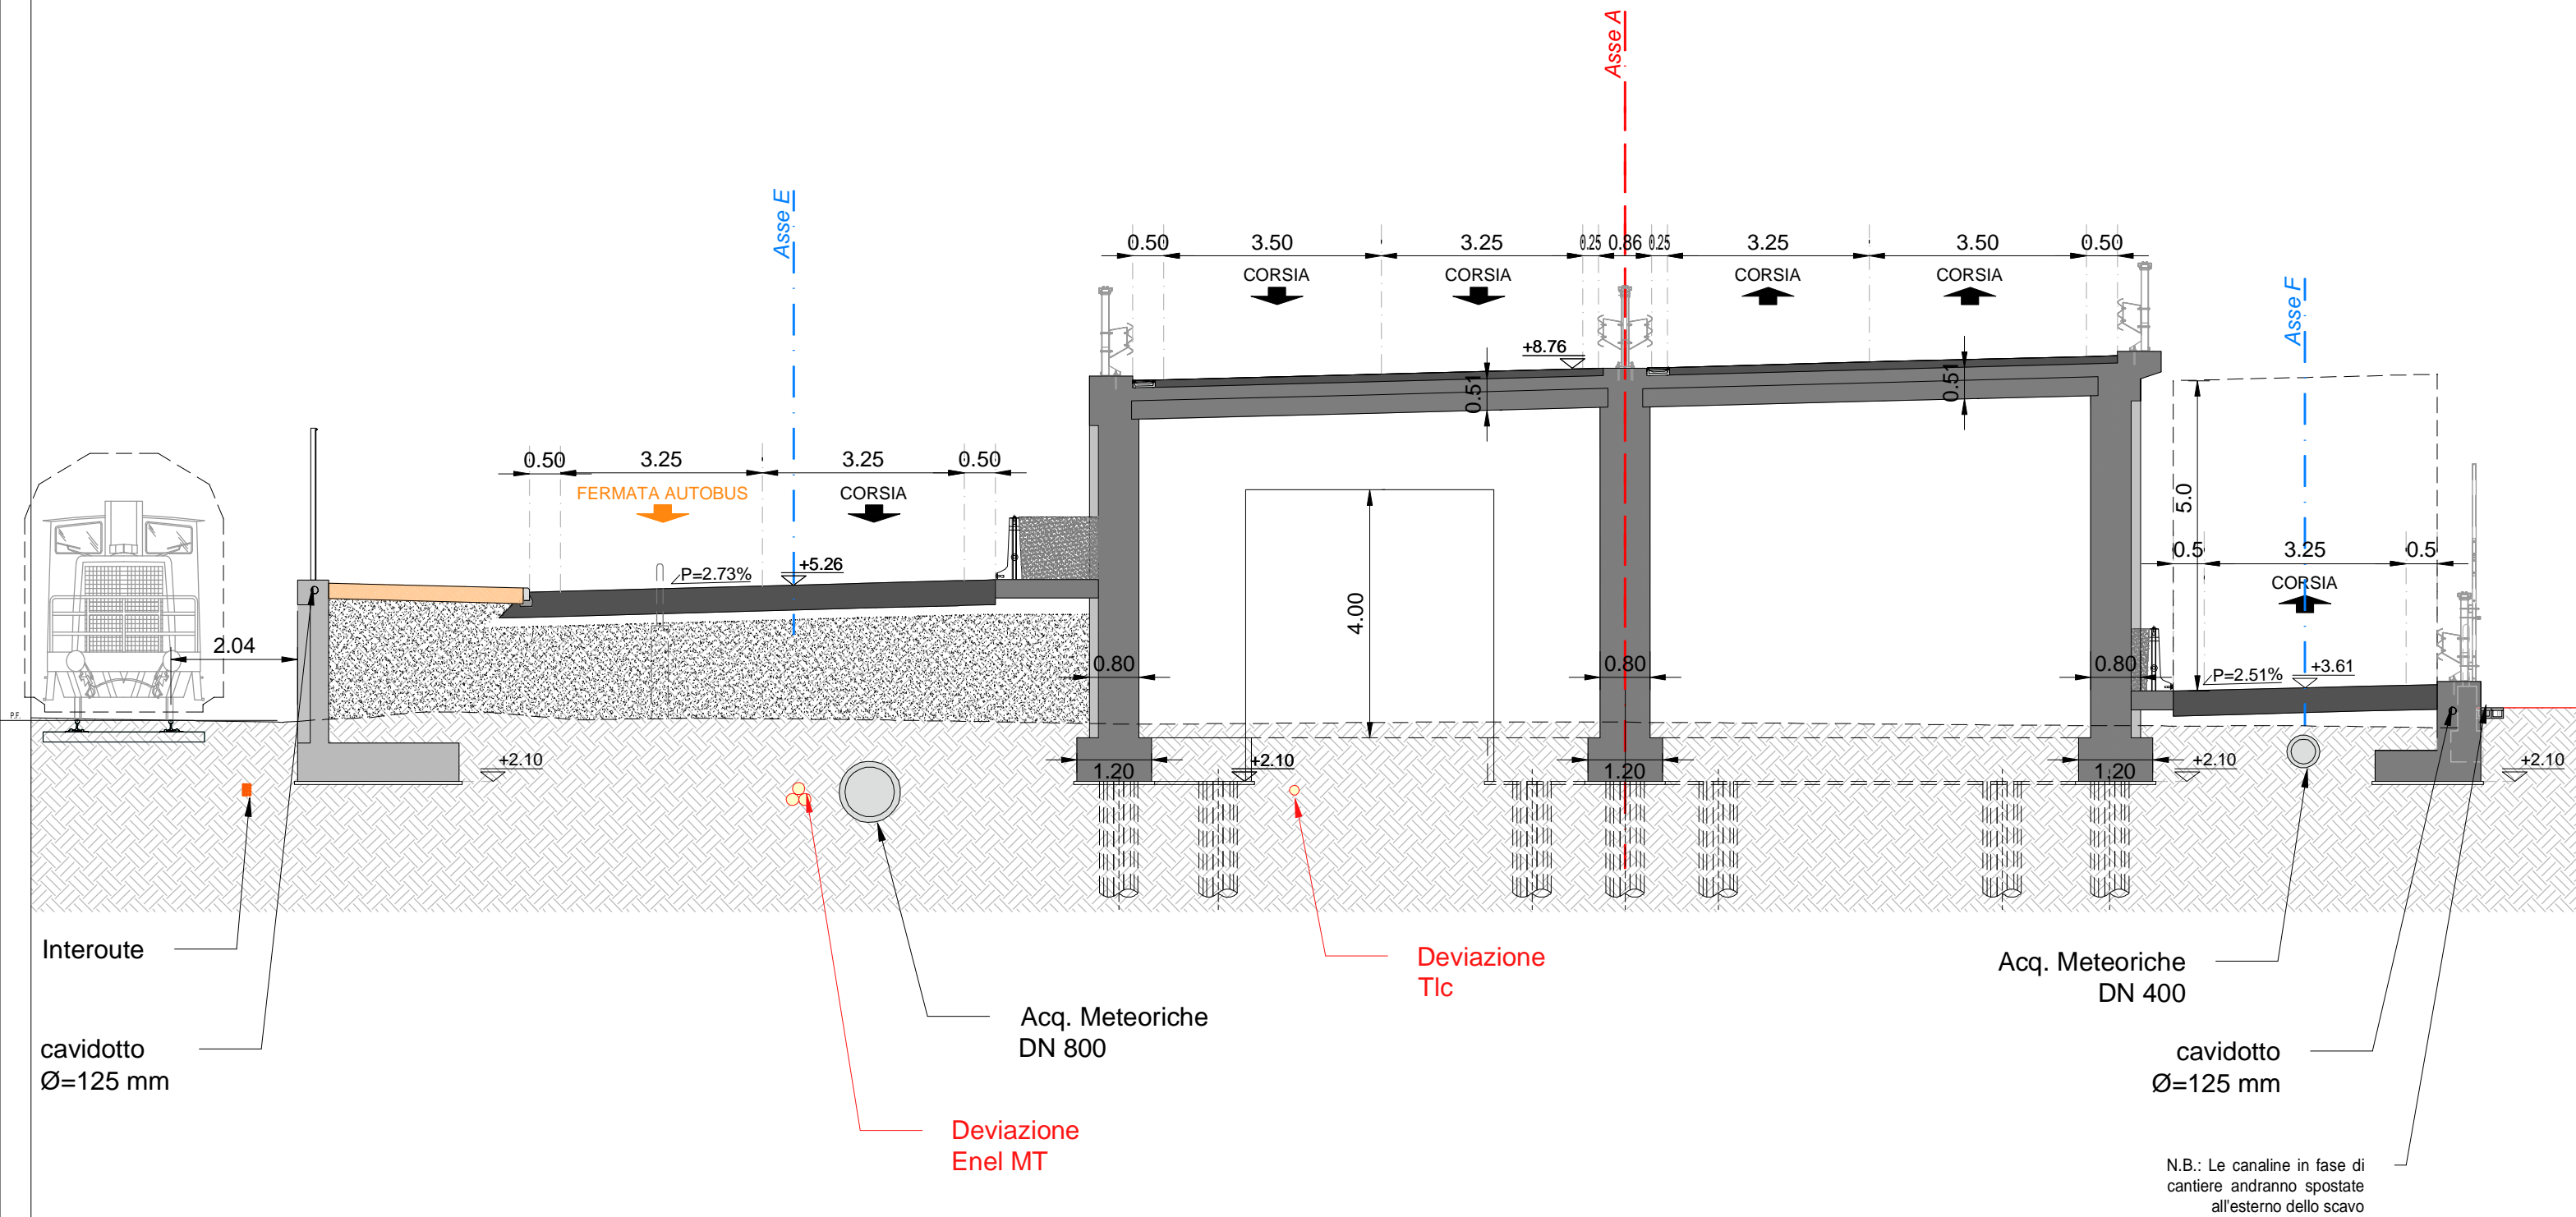 Asse A
Asse E
Asse F
0.50 3.50 3.25 0.25 0.86 0.25 3.25 3.50 0.50
CORSIA CORSIA CORSIA CORSIA
+8.76
0.51
0.51
0.50 3.25 3.25 0.50
FERMATA AUTOBUS CORSIA
5.0
0.5 3.25 0.5
CORSIA
P=2.73%
+5.26
4.00
2.04
0.80
0.80
0.80
P=2.51%
+3.61
P.F.
+2.10
1.20
+2.10
1.20
1.20
+2.10
+2.10
Interoute
cavidotto
Ø=125 mm
Acq. Meteoriche
DN 800
Deviazione
Enel MT
Deviazione
Tlc
Acq. Meteoriche
DN 400
cavidotto
Ø=125 mm
N.B.: Le canaline in fase di
cantiere andranno spostate
all'esterno dello scavo